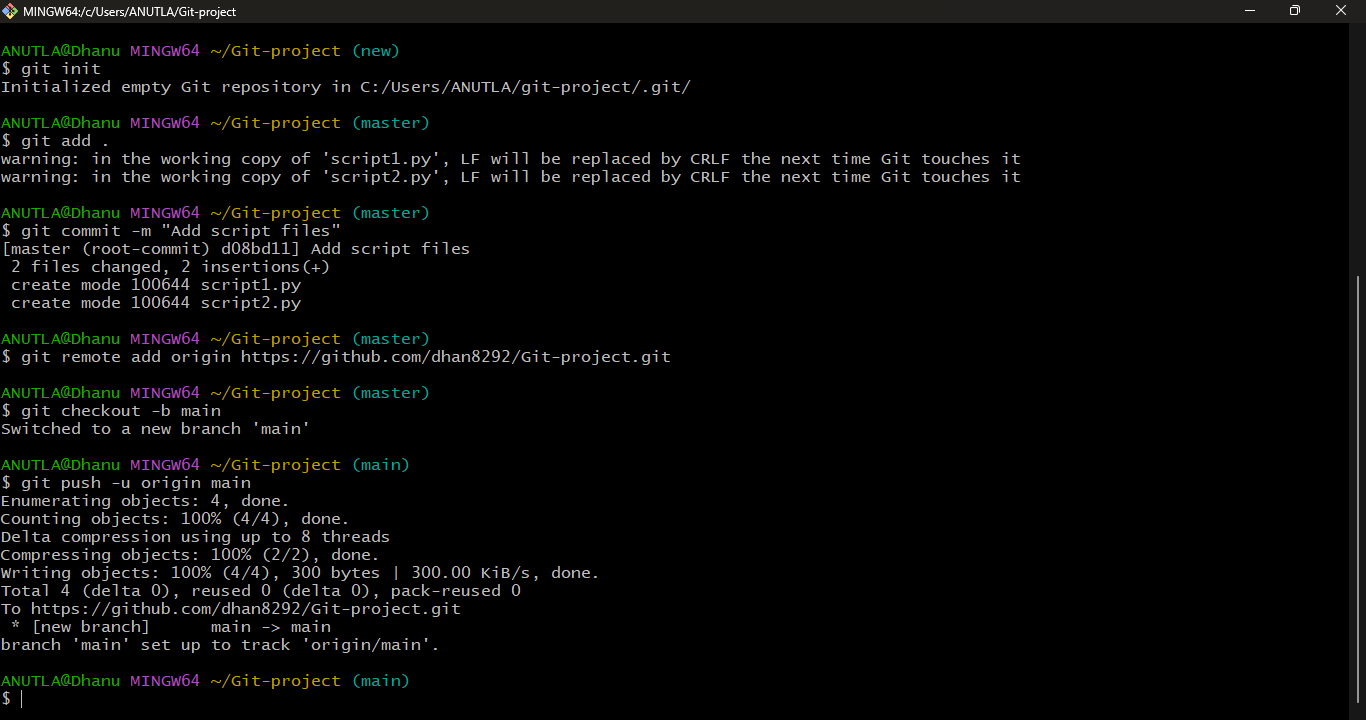 MINGW64:/c/Users/ANUTLA/Git-project
ANUTLA@Dhanu MINGW64 ~/Git-project (new)
$ git init
Initialized empty Git repository in C:/Users/ANUTLA/git-project/.git/
ANUTLA@Dhanu MINGW64 ~/Git-project (master)
$ git add .
warning: in the working copy of 'script1.py', LF will be replaced by CRLF the next time Git touches it
warning: in the working copy of 'script2.py', LF will be replaced by CRLF the next time Git touches it
ANUTLA@Dhanu MINGW64 ~/Git-project (master)
$ git commit -m "Add script files"
[master (root-commit) d08bd11] Add script files
 2 files changed, 2 insertions(+)
 create mode 100644 script1.py
 create mode 100644 script2.py
ANUTLA@Dhanu MINGW64 ~/Git-project (master)
$ git remote add origin https://github.com/dhan8292/Git-project.git
ANUTLA@Dhanu MINGW64 ~/Git-project (master)
$ git checkout -b main
Switched to a new branch 'main'
ANUTLA@Dhanu MINGW64 ~/Git-project (main)
$ git push -u origin main
Enumerating objects: 4, done.
Counting objects: 100% (4/4), done.
Delta compression using up to 8 threads
Compressing objects: 100% (2/2), done.
Writing objects: 100% (4/4), 300 bytes | 300.00 KiB/s, done.
Total 4 (delta 0), reused 0 (delta 0), pack-reused 0
To https://github.com/dhan8292/Git-project.git
 * [new branch]      main -> main
branch 'main' set up to track 'origin/main'.
ANUTLA@Dhanu MINGW64 ~/Git-project (main)
$